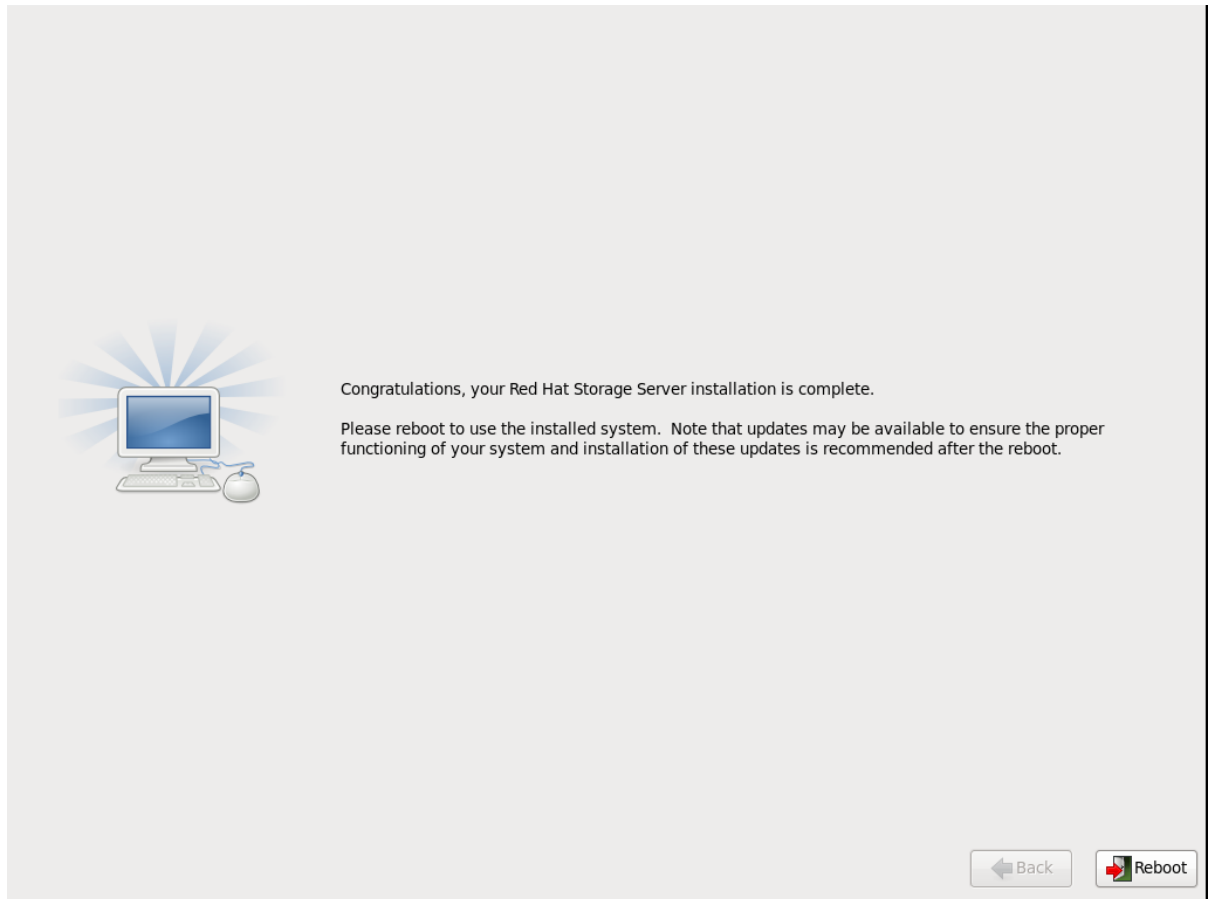 Congratulations, your Red Hat Storage Server installation is complete.
Please reboot to use the installed system.  Note that updates may be available to ensure the proper
functioning of your system and installation of these updates is recommended after the reboot.
Back
Reboot